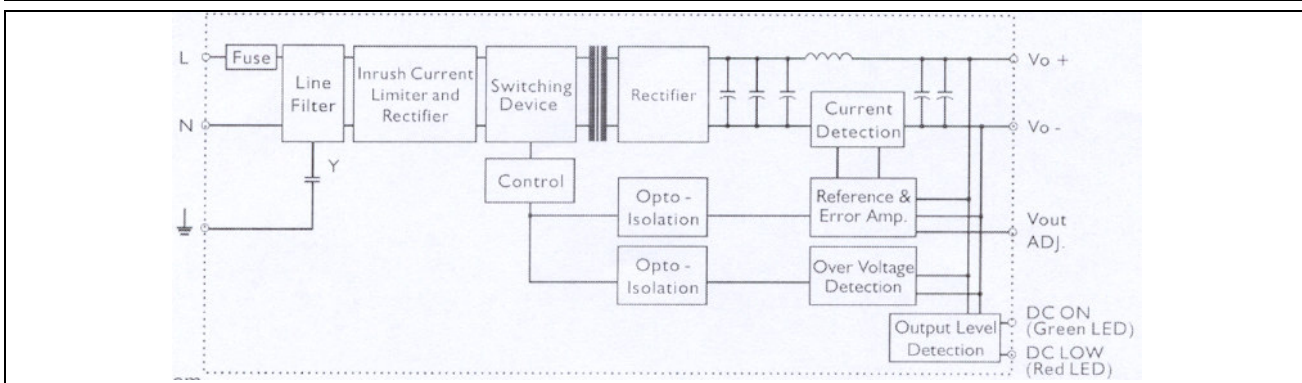 L
Fuse
Line
Filter
Inrush Current
Limiter and
Rectifier
Switching
Device
Rectifier
Current
Detection
Vo +
N
Vo -
Y
Control
Opto -
Isolation
Reference &
Error Amp.
Vout
ADJ.
Opto -
Isolation
Over Voltage
Detection
Output Level
Detection
DC ON
(Green LED)
DC LOW
(Red LED)